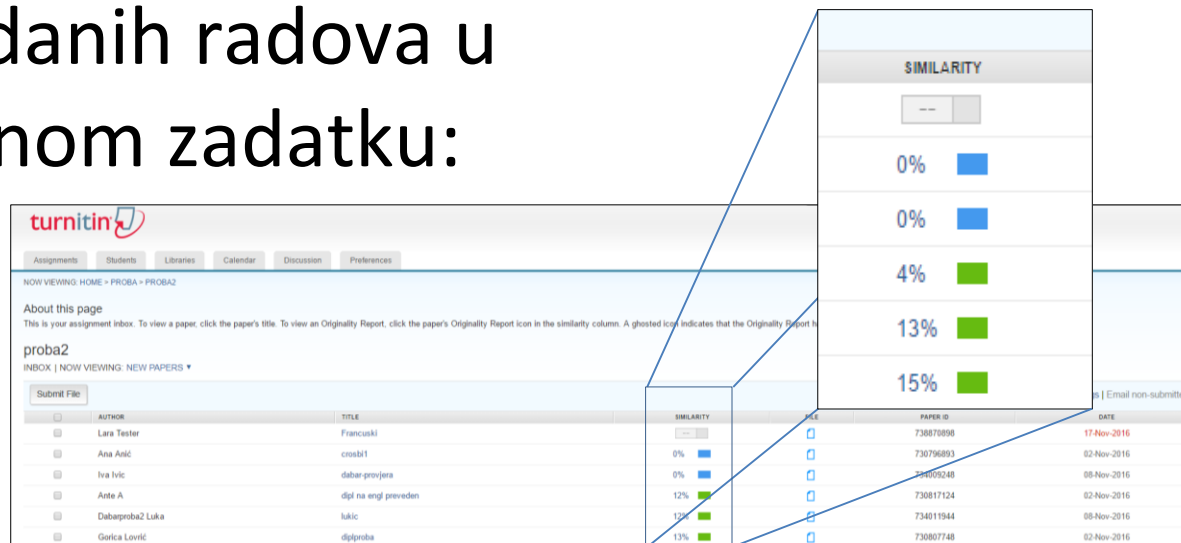 danih radova u
nom zadatku:
SIMILARITY
--
0%
0%
4%
13%
15%
turnitin
Assignments Students Libraries Calendar Discussion Preferences
NOW VIEWING: HOME > PROBA > PROBA2
About this page
This is your assignment inbox. To view a paper, click the paper's title. To view an Originality Report, click the paper's Originality Report icon in the similarity column. A ghosted icon indicates that the Originality Report h
proba2
INBOX | NOW VIEWING: NEW PAPERS ▼
Submit File | Email non-submitte
AUTHOR TITLE SIMILARITY FILE PAPER ID DATE
Lara Tester Francuski -- 738870898 17-Nov-2016
Ana Anić crosbi1 0% 730796893 02-Nov-2016
Iva Ivic dabar-provjera 0% 734009248 08-Nov-2016
Ante A dipl na engl preveden 12% 730817124 02-Nov-2016
Dabarproba2 Luka lukic 12% 734011944 08-Nov-2016
Gorica Lovrić diplproba 13% 730807748 02-Nov-2016